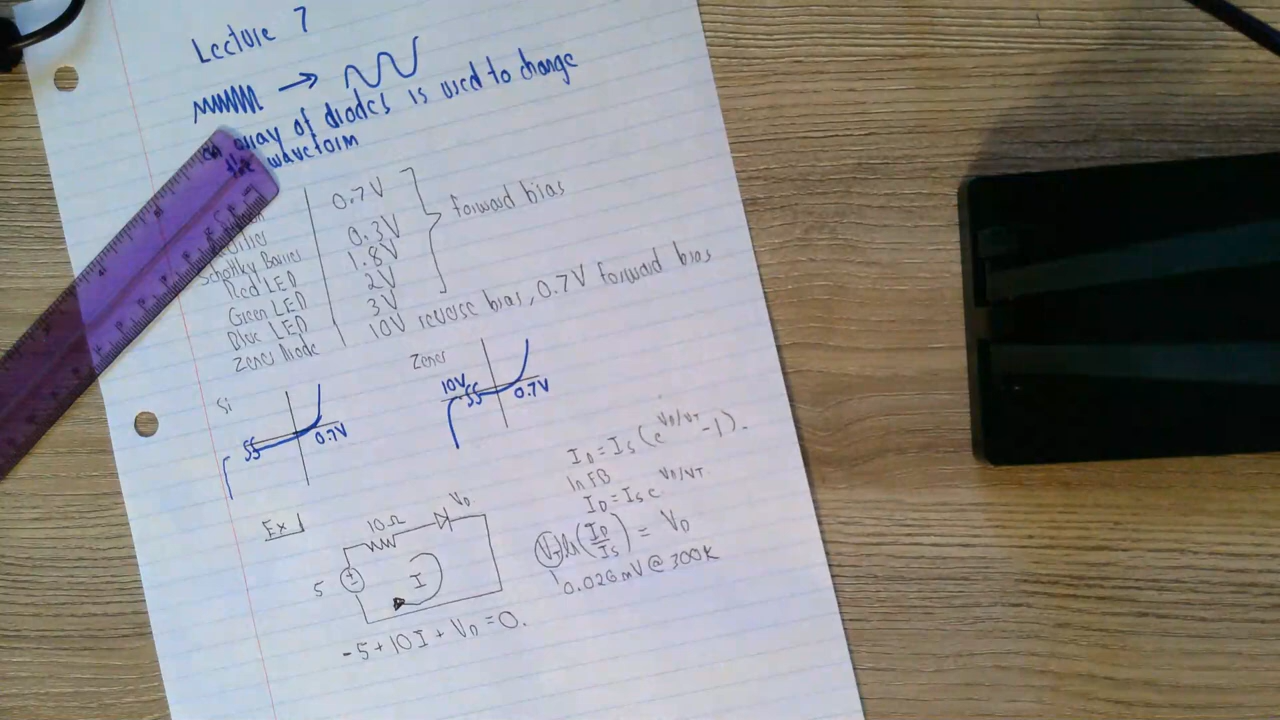 Lecture 7
array of diodes is used to change
the waveform
0.7V
0.3V
forward bias
Schottky Barrier 1.8V
Red LED 2V
Green LED 3V
Blue LED 10V reverse bias, 0.7V forward bias
Zener Diode
Si
0.7V
Zener
10V
0.7V
I_D = I_S (e^{V_D/V_T} - 1).
In FB
I_D = I_S e^{V_D/V_T}.
V_T ln(I_D/I_S) = V_D
0.026mV @ 300K
Ex 1
10Ω
V_D
5
I
-5+10I+V_D=0.